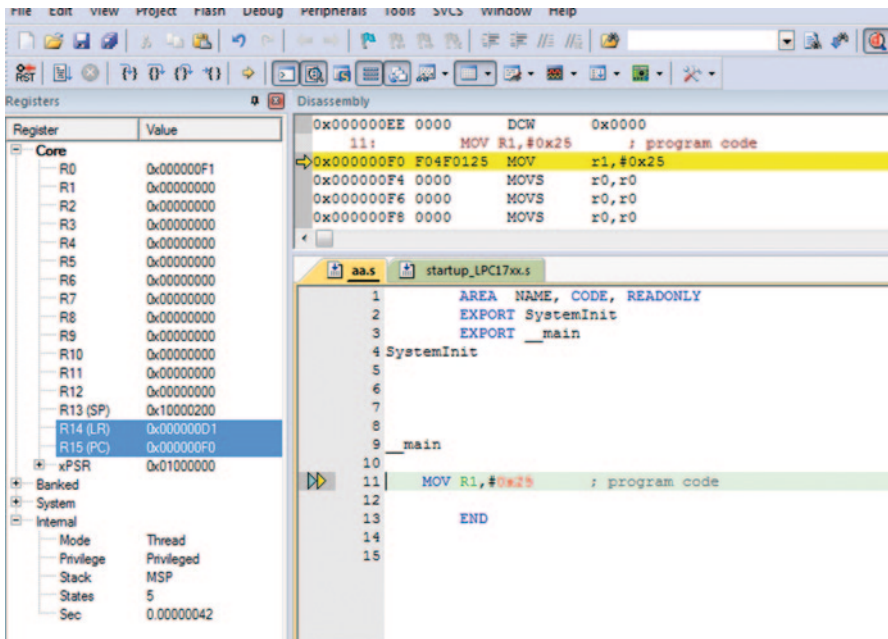 File Edit View Project Flash Debug Peripherals Tools SVCS Window Help
RST
Registers
Register Value
Core
R0 0x000000F1
R1 0x00000000
R2 0x00000000
R3 0x00000000
R4 0x00000000
R5 0x00000000
R6 0x00000000
R7 0x00000000
R8 0x00000000
R9 0x00000000
R10 0x00000000
R11 0x00000000
R12 0x00000000
R13 (SP) 0x10000200
R14 (LR) 0x000000D1
R15 (PC) 0x000000F0
xPSR 0x01000000
Banked
System
Internal
Mode Thread
Privilege Privileged
Stack MSP
States 5
Sec 0.00000042
Disassembly
0x000000EE 0000 DCW 0x0000
11: MOV R1,#0x25 ; program code
0x000000F0 F04F0125 MOV r1,#0x25
0x000000F4 0000 MOVS r0,r0
0x000000F6 0000 MOVS r0,r0
0x000000F8 0000 MOVS r0,r0
aa.s startup_LPC17xx.s
1 AREA NAME, CODE, READONLY
2 EXPORT SystemInit
3 EXPORT __main
4 SystemInit
5
6
7
8
9 __main
10
11 MOV R1,#0x25 ; program code
12
13 END
14
15